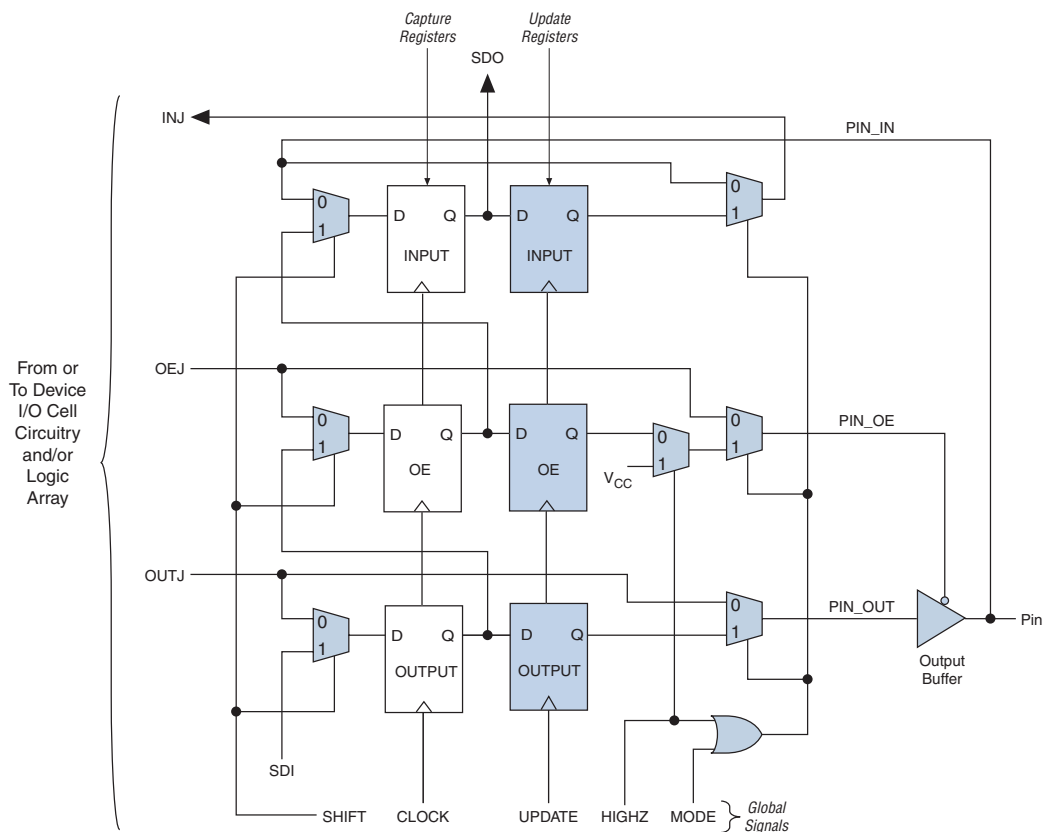 Capture
Registers
Update
Registers
SDO
INJ
PIN_IN
0
1
D Q
INPUT
D Q
INPUT
0
1
From or
To Device
I/O Cell
Circuitry
and/or
Logic
Array
OEJ
0
1
D Q
OE
D Q
OE
0
1
VCC
0
1
PIN_OE
OUTJ
0
1
D Q
OUTPUT
D Q
OUTPUT
0
1
PIN_OUT
Pin
Output
Buffer
SDI
SHIFT
CLOCK
UPDATE
HIGHZ
MODE
Global
Signals